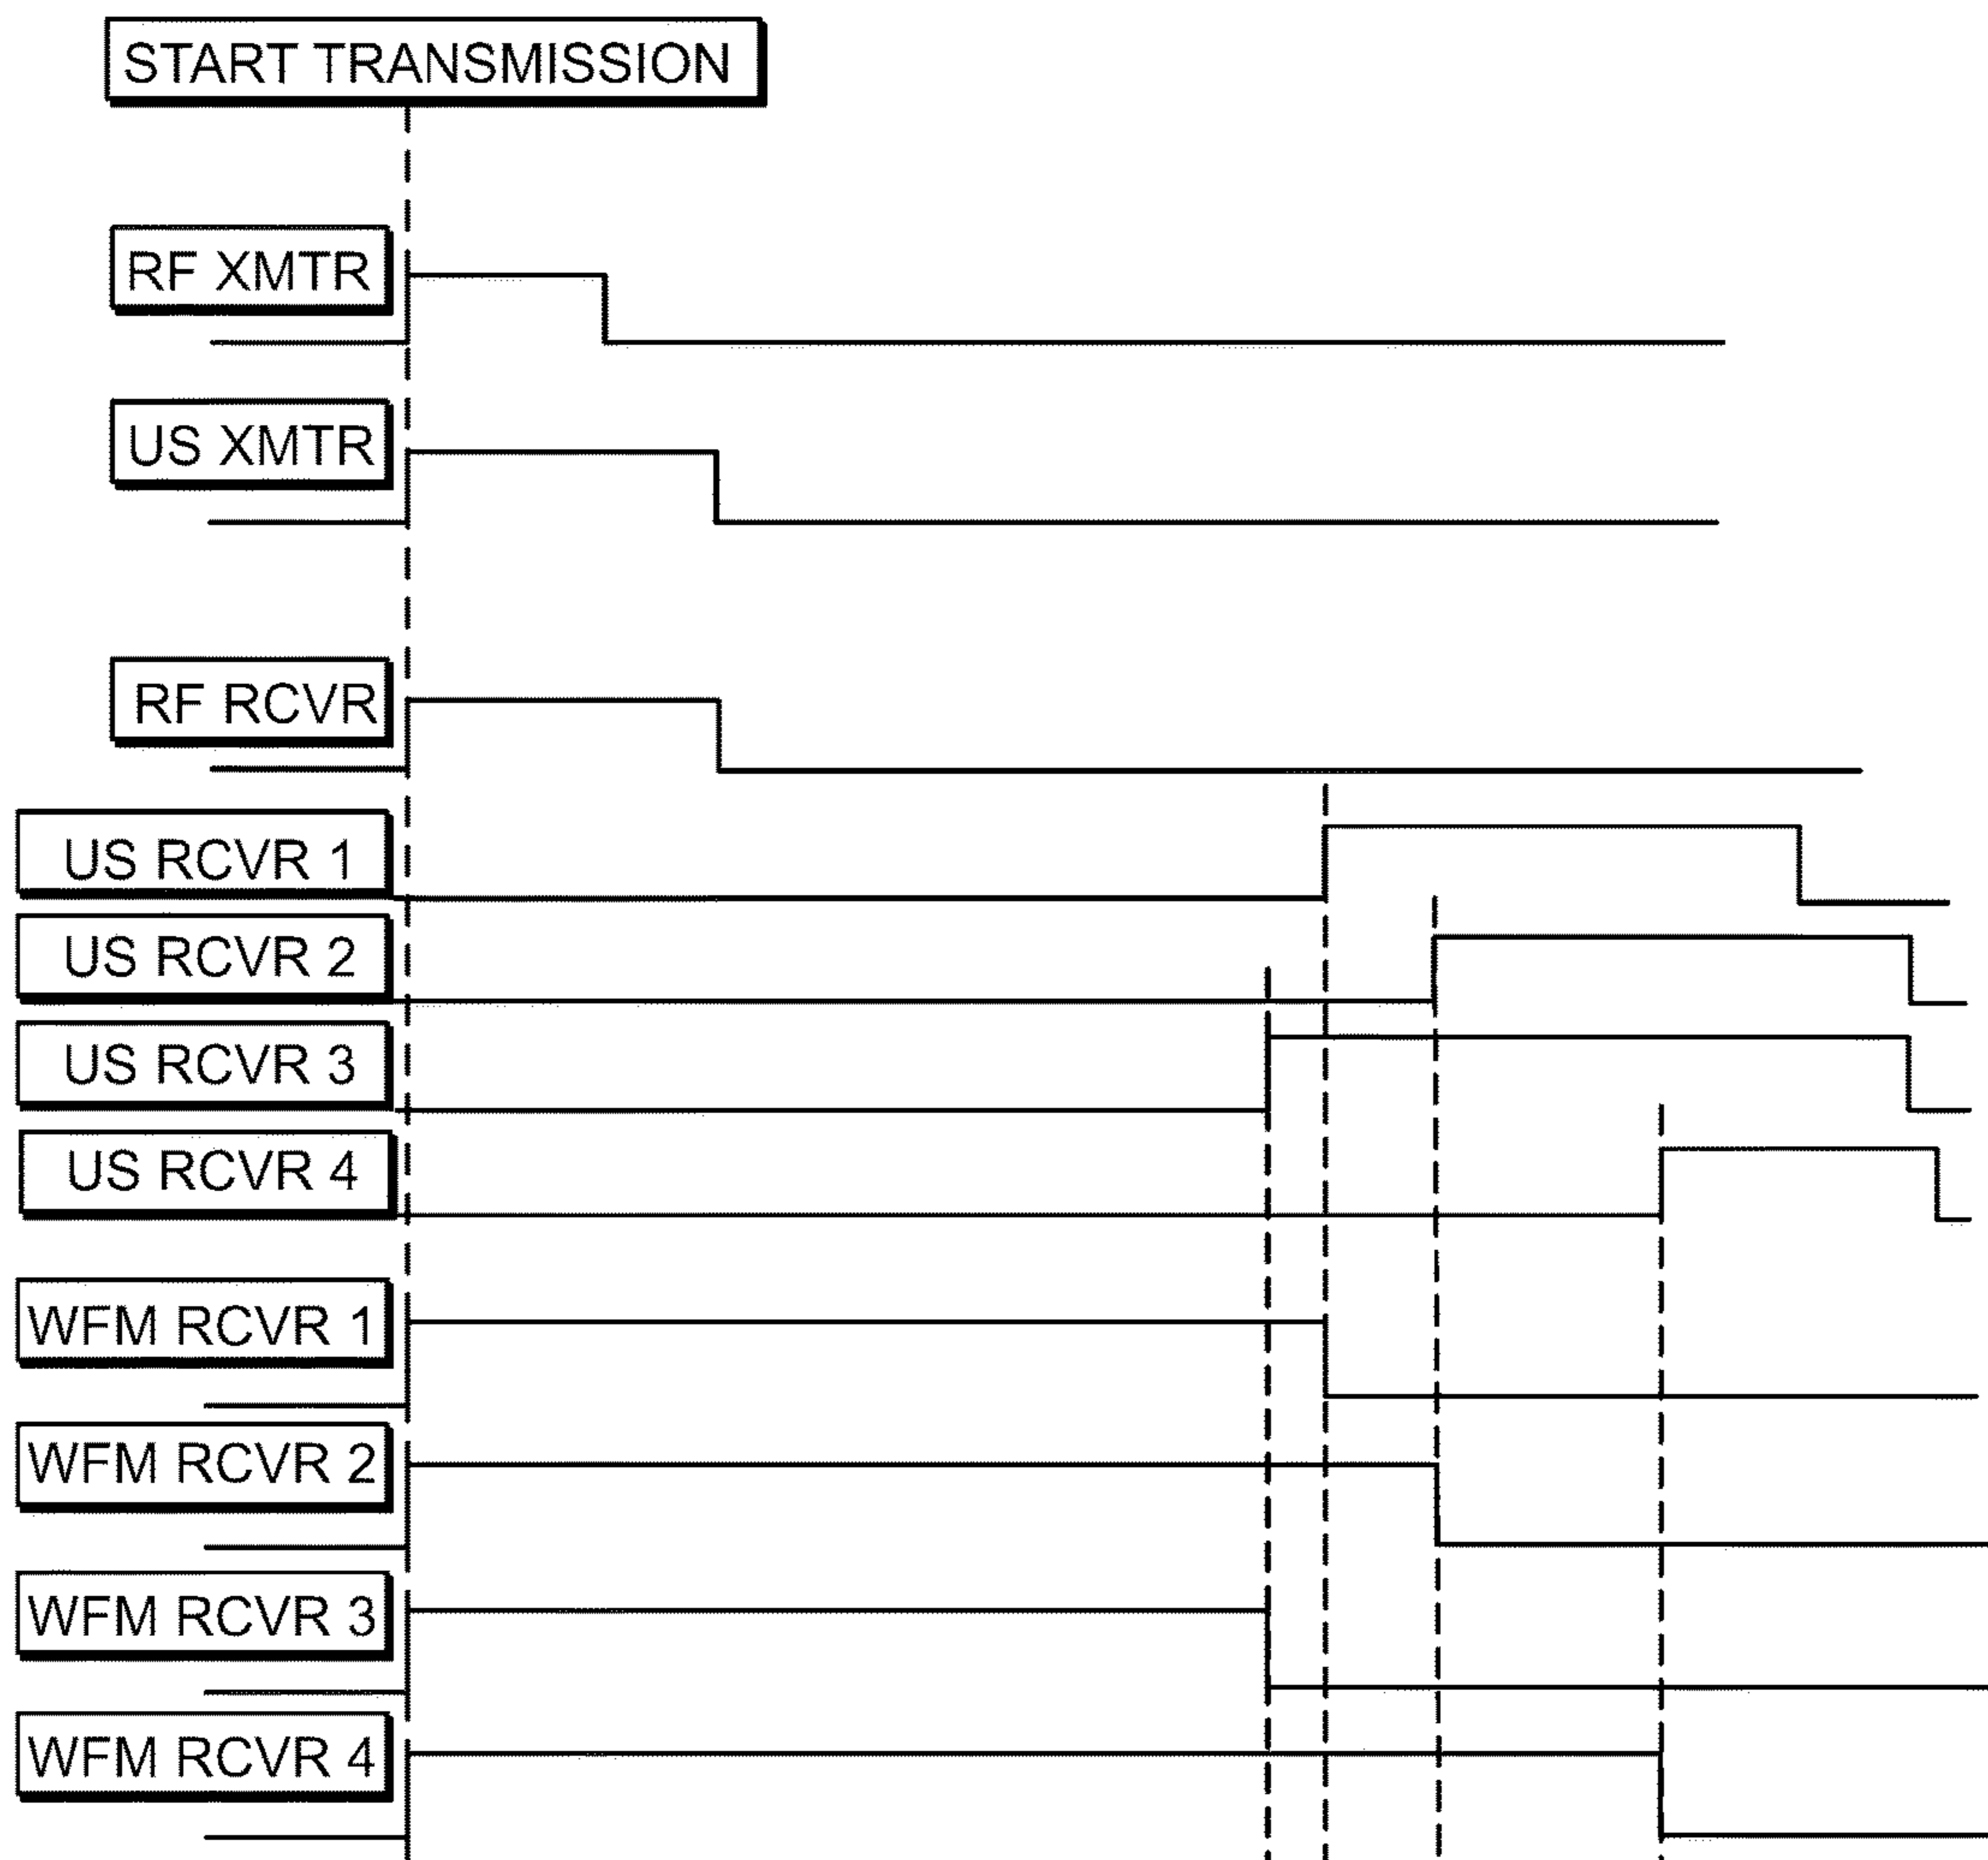 START TRANSMISSION
RF XMTR
US XMTR
RF RCVR
US RCVR 1
US RCVR 2
US RCVR 3
US RCVR 4
WFM RCVR 1
WFM RCVR 2
WFM RCVR 3
WFM RCVR 4